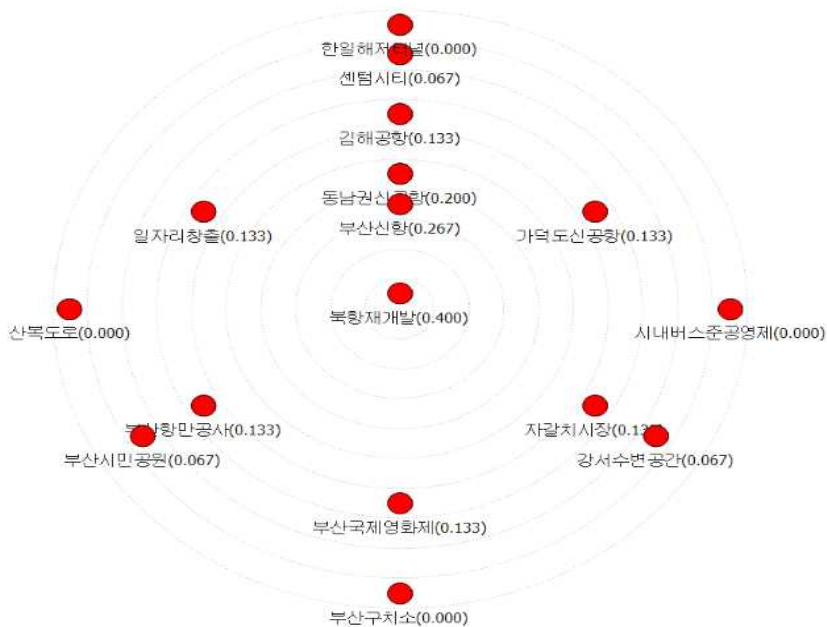 한일해저터널(0.000)
센텀시티(0.067)
김해공항(0.133)
동남권신공항(0.200)
부산신항(0.267)
일자리창출(0.133)
가덕도신공항(0.133)
북항재개발(0.400)
산복도로(0.000)
시내버스준공영제(0.000)
부산항만공사(0.133)
자갈치시장(0.133)
부산시민공원(0.067)
강서수변공간(0.067)
부산국제영화제(0.133)
부산구치소(0.000)